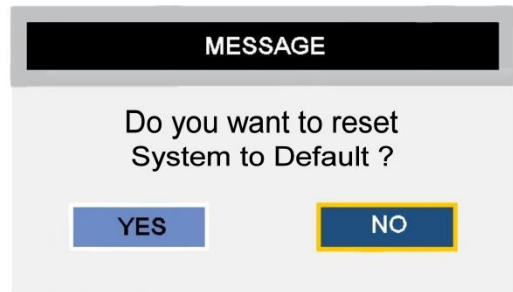 MESSAGE
Do you want to reset
System to Default ?
YES NO